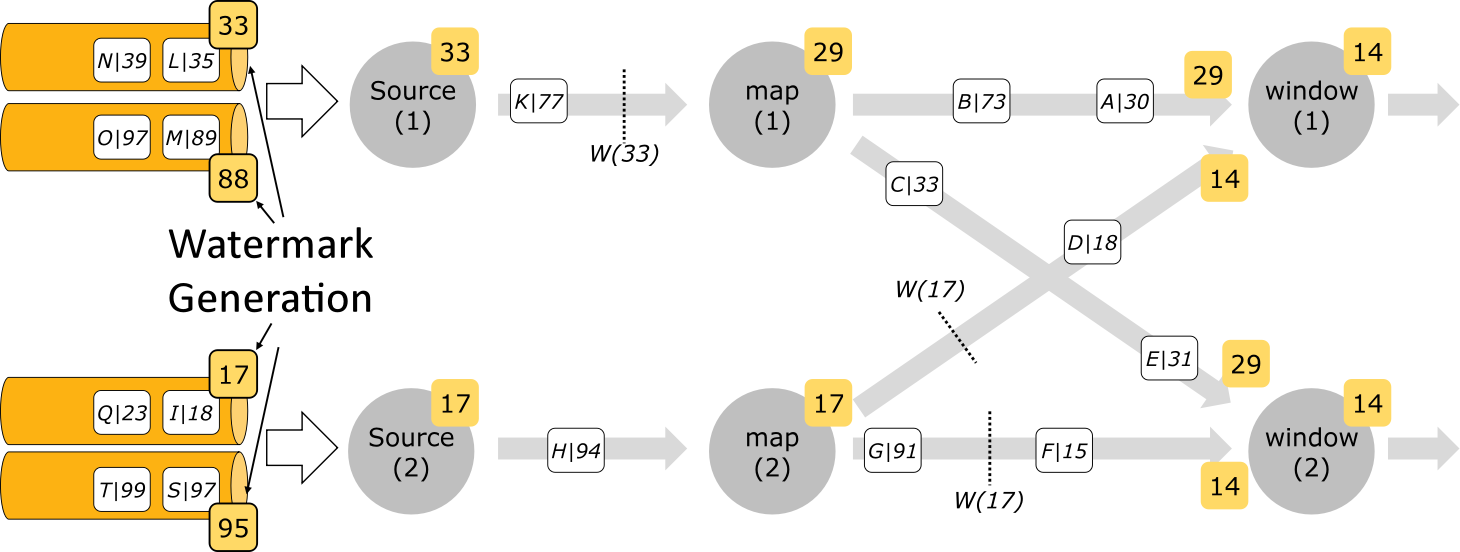 33
N|39 L|35
O|97 M|89
88
Source
(1)
33
K|77
W(33)
map
(1)
29
B|73 A|30
29
window
(1)
14
C|33
14
D|18
Watermark
Generation
W(17)
E|31
29
17
Q|23 I|18
T|99 S|97
95
Source
(2)
17
H|94
map
(2)
17
G|91 F|15
W(17)
14
window
(2)
14